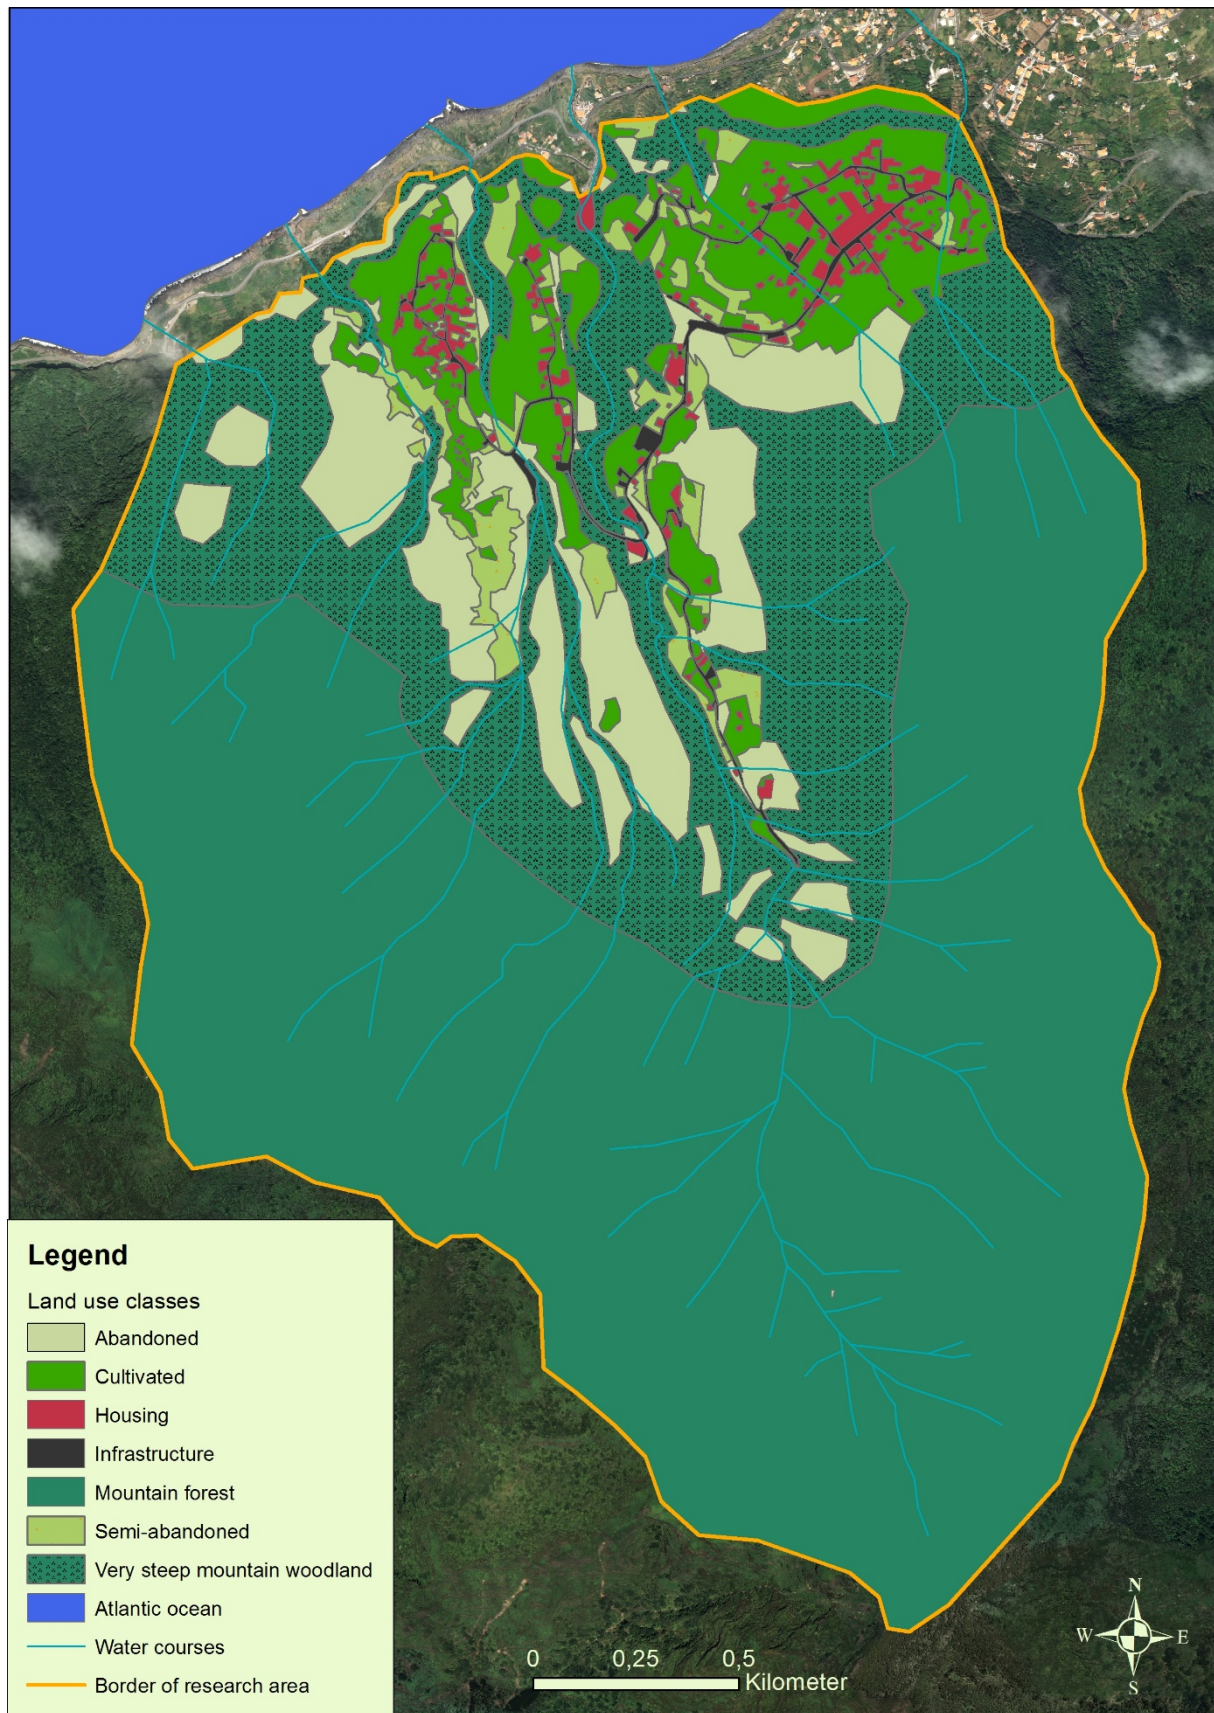 Legend
Land use classes
Abandoned
Cultivated
Housing
Infrastructure
Mountain forest
Semi-abandoned
Very steep mountain woodland
Atlantic ocean
Water courses
Border of research area
0 0,25 0,5
Kilometer
N
W E
S